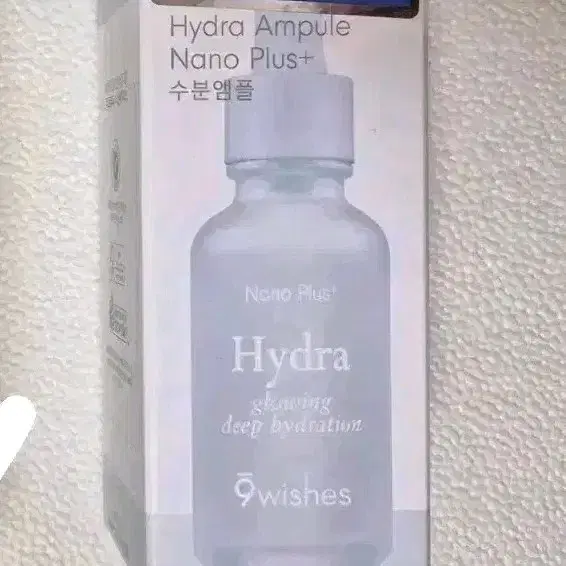 Hydra Ampule
Nano Plus+
수분앰플
Nano Plus+
Hydra
glowing
deep hydration
9wishes